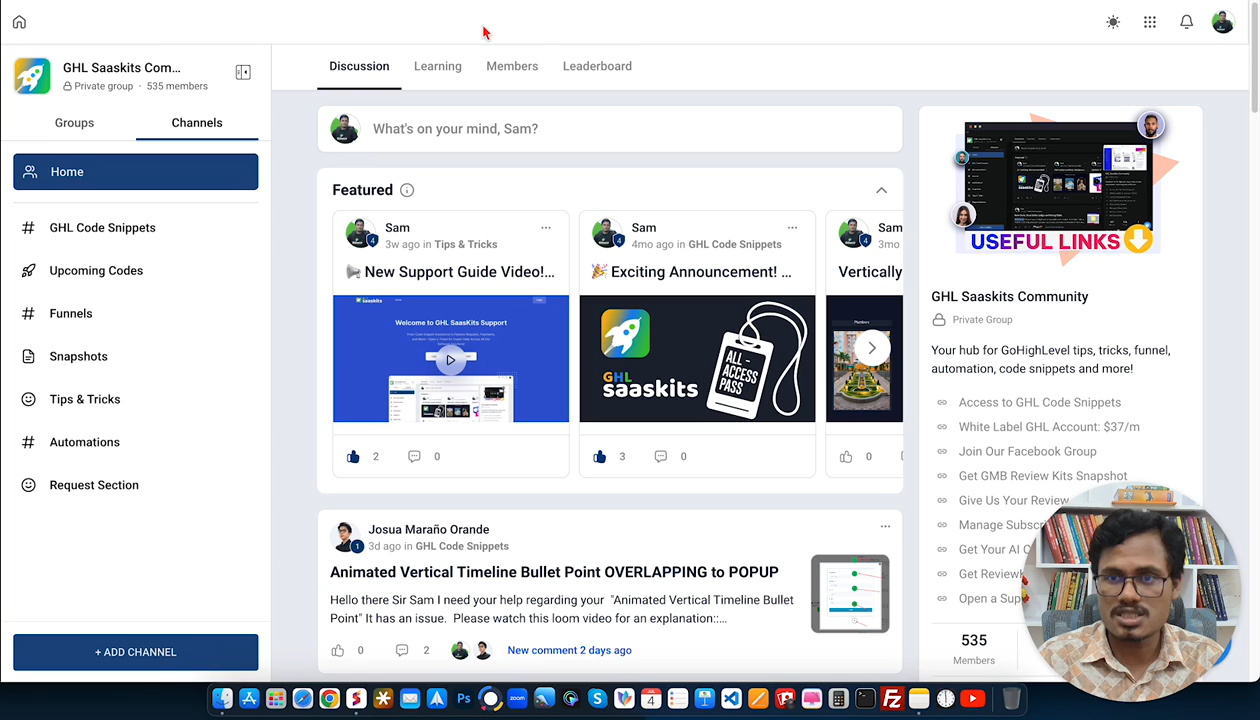 GHL Saaskits Com...
Private group · 535 members
Groups
Channels
Home
GHL Code Snippets
Upcoming Codes
Funnels
Snapshots
Tips & Tricks
Automations
Request Section
+ ADD CHANNEL
Discussion
Learning
Members
Leaderboard
What's on your mind, Sam?
Featured
4
Sam
3w ago in Tips & Tricks
📢 New Support Guide Video!...
saaskits
Welcome to GHL SaasKits Support
2
0
4
Sam
4mo ago in GHL Code Snippets
🎉 Exciting Announcement! ...
GHL
saaskits
ALL -
ACCESS
PASS
3
0
4
Sam
3mo
Vertically
0
Josua Maraño Orande
1
3d ago in GHL Code Snippets
Animated Vertical Timeline Bullet Point OVERLAPPING to POPUP
Hello there Sir Sam I need your help regarding your "Animated Vertical Timeline Bullet
Point" It has an issue. Please watch this loom video for an explanation::...
0
2
New comment 2 days ago
USEFUL LINKS
GHL Saaskits Community
Private Group
Your hub for GoHighLevel tips, tricks, funnel,
automation, code snippets and more!
Access to GHL Code Snippets
White Label GHL Account: $37/m
Join Our Facebook Group
Get GMB Review Kits Snapshot
Give Us Your Review
Manage Subscr
Get Your AI C
Get Review
Open a Sup
535
Members
Ps
zoom
S
4
Fz